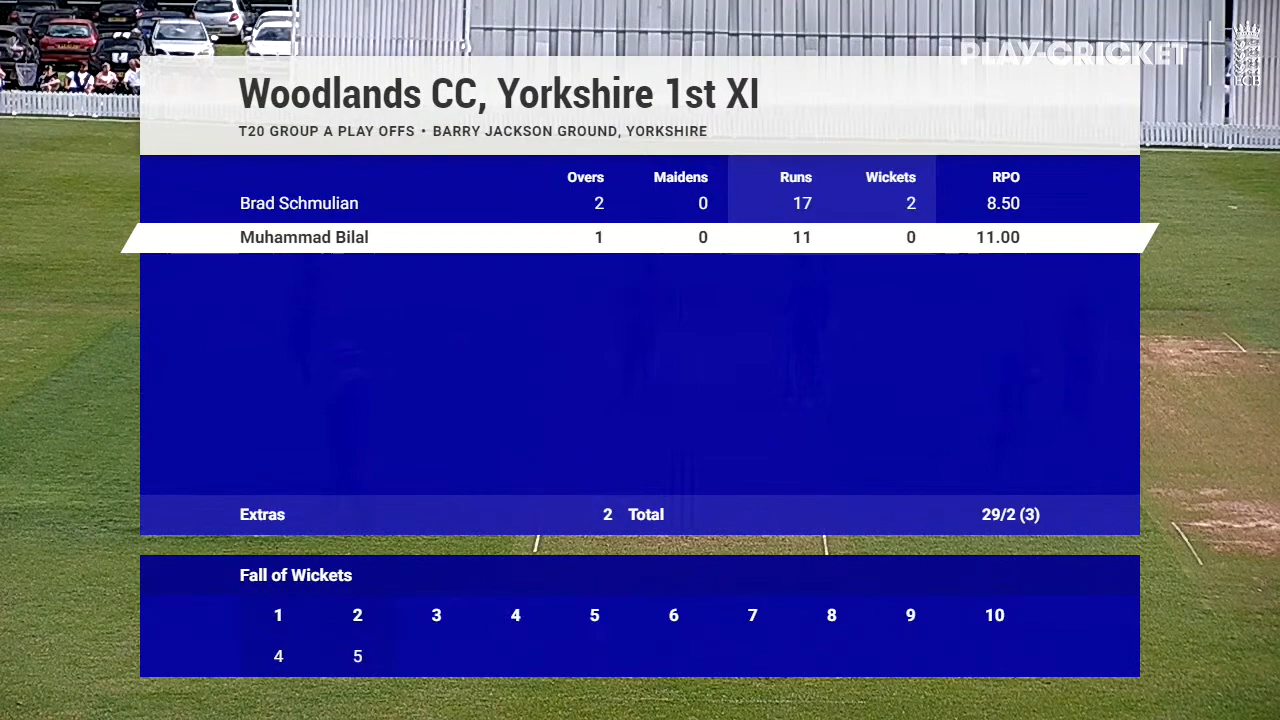 PLAY-CRICKET
ECB
Woodlands CC, Yorkshire 1st XI
T20 GROUP A PLAY OFFS • BARRY JACKSON GROUND, YORKSHIRE
Overs Maidens Runs Wickets RPO
Brad Schmulian 2 0 17 2 8.50
Muhammad Bilal 1 0 11 0 11.00
Extras 2 Total 29/2 (3)
Fall of Wickets
1 2 3 4 5 6 7 8 9 10
4 5